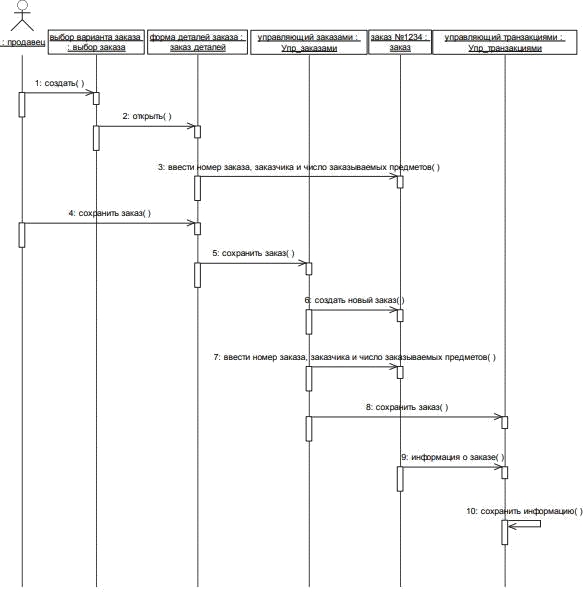 : продавец
выбор варианта заказа
: выбор заказа
форма деталей заказа :
заказ деталей
управляющий заказами :
Упр_заказами
заказ №1234 :
заказ
управляющий транзакциями :
Упр_транзакциями
1: создать( )
2: открыть( )
3: ввести номер заказа, заказчика и число заказываемых предметов( )
4: сохранить заказ( )
5: сохранить заказ( )
6: создать новый заказ( )
7: ввести номер заказа, заказчика и число заказываемых предметов( )
8: сохранить заказ( )
9: информация о заказе( )
10: сохранить информацию( )